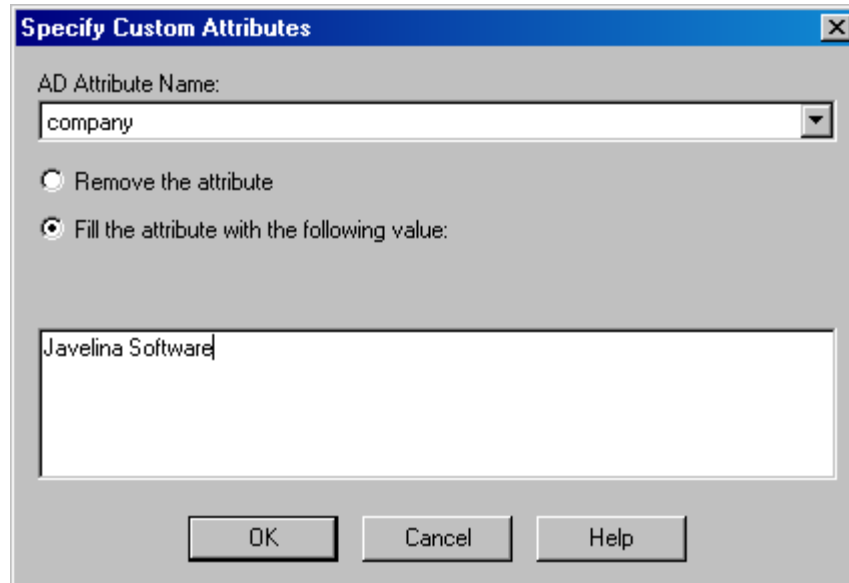 Specify Custom Attributes
AD Attribute Name:
company
Remove the attribute
Fill the attribute with the following value:
Javelina Software
OK Cancel Help